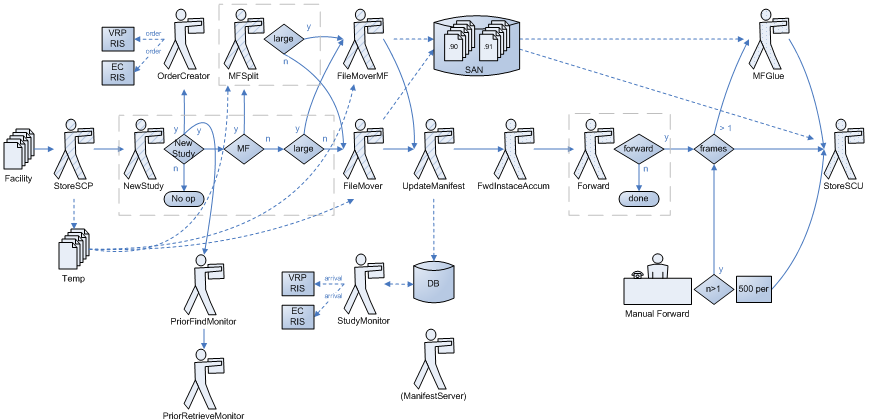 VRP
RIS
EC
RIS
order
order
OrderCreator
MFSplit
large
y
n
FileMoverMF
.90
.91
SAN
MFGlue
Facility
StoreSCP
NewStudy
New
Study
y
y
n
No op
MF
y
n
large
y
n
FileMover
UpdateManifest
FwdInstaceAccum
Forward
forward
y
n
done
frames
> 1
StoreSCU
Temp
PriorFindMonitor
PriorRetrieveMonitor
VRP
RIS
EC
RIS
arrival
arrival
StudyMonitor
DB
(ManifestServer)
Manual Forward
n>1
y
500 per